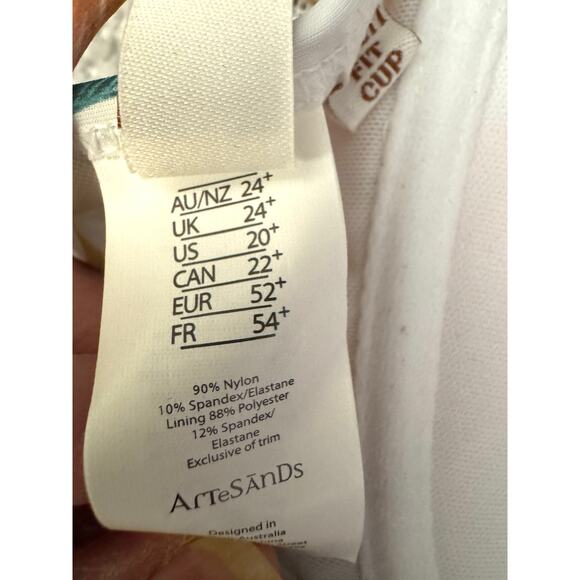 FIT
CUP
AU/NZ 24+
UK 24+
US 20+
CAN 22+
EUR 52+
FR 54+
90% Nylon
10% Spandex/Elastane
Lining 88% Polyester
12% Spandex/
Elastane
Exclusive of trim
ArTeSānDs
Designed in
Australia